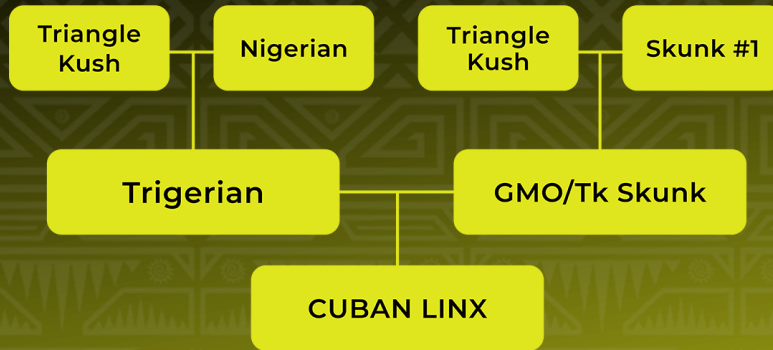 Triangle
Kush
Nigerian
Triangle
Kush
Skunk #1
Trigerian
GMO/Tk Skunk
CUBAN LINX